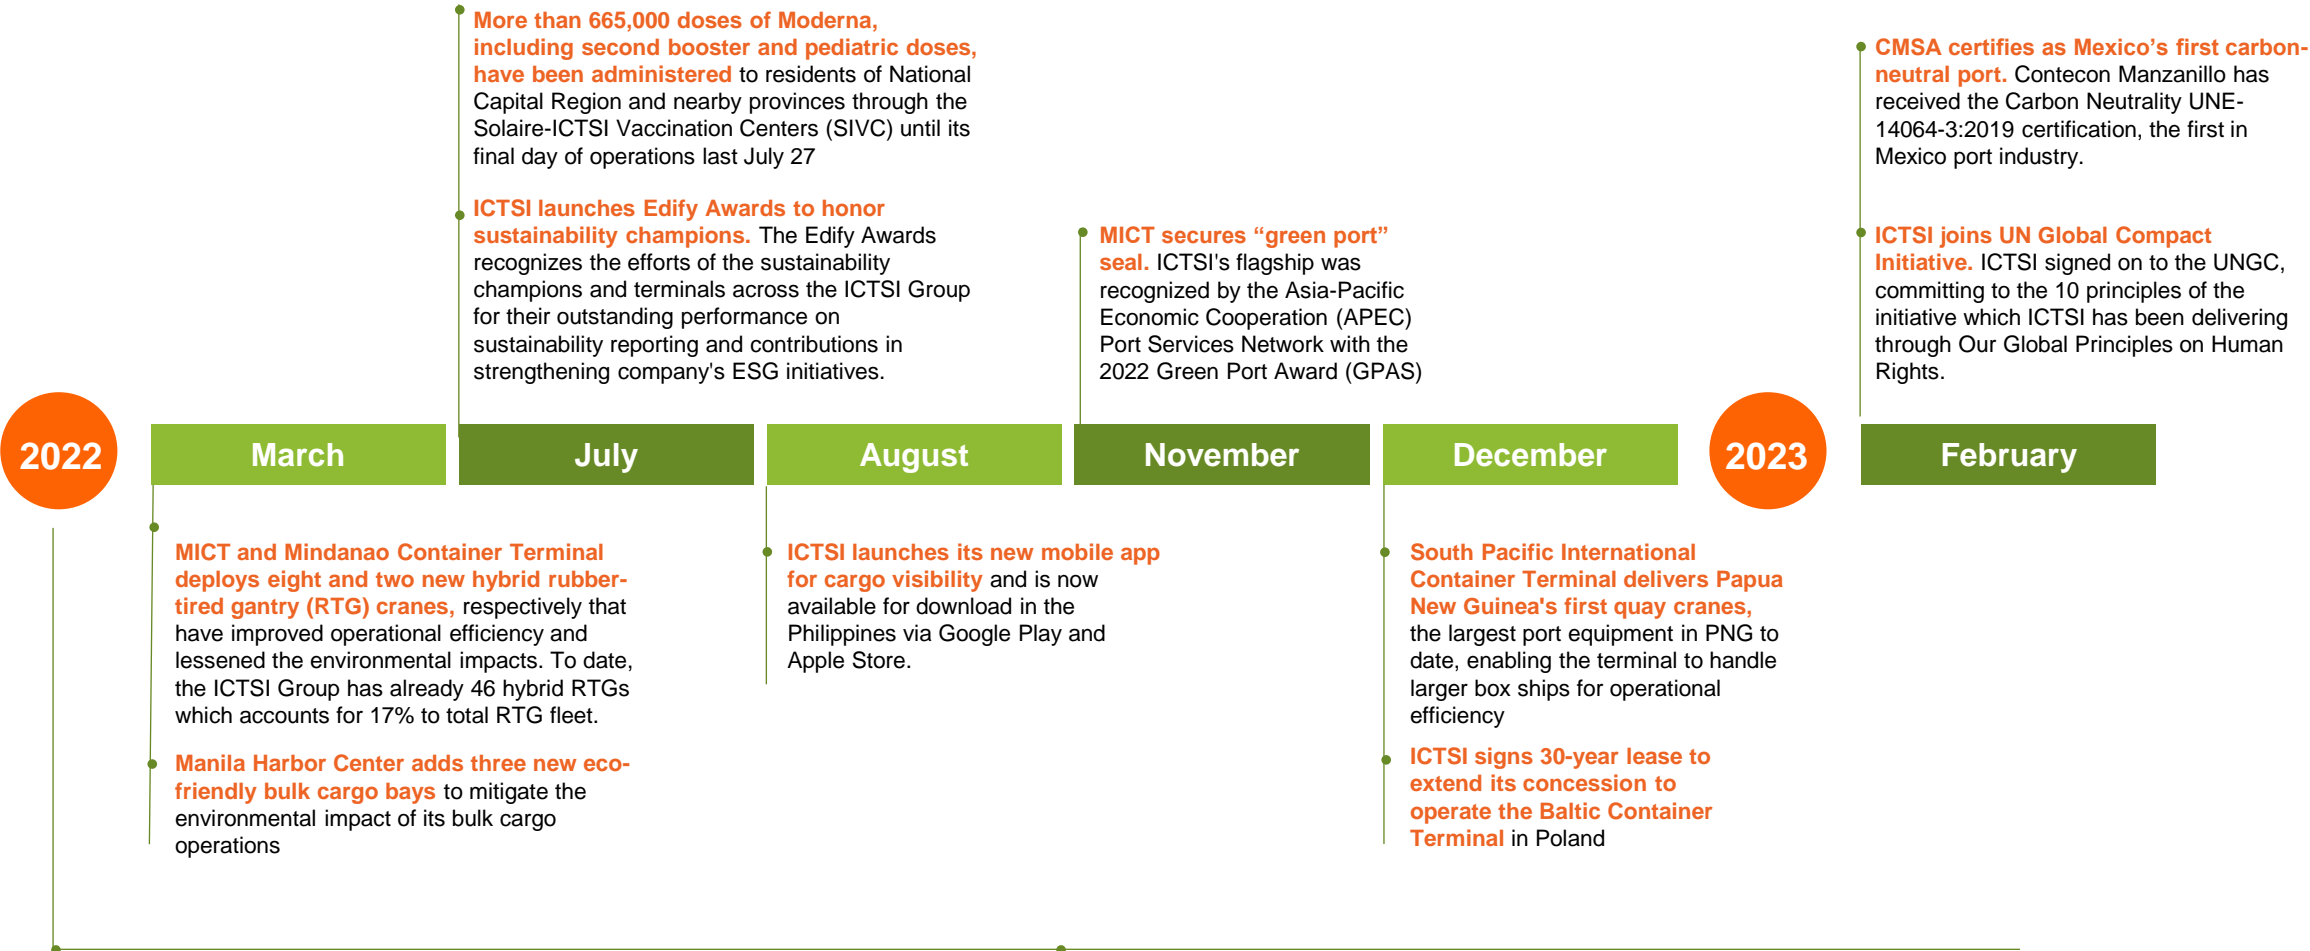 More than 665,000 doses of Moderna,
including second booster and pediatric doses,
have been administered to residents of National
Capital Region and nearby provinces through the
Solaire-ICTSI Vaccination Centers (SIVC) until its
final day of operations last July 27
ICTSI launches Edify Awards to honor
sustainability champions. The Edify Awards
recognizes the efforts of the sustainability
champions and terminals across the ICTSI Group
for their outstanding performance on
sustainability reporting and contributions in
strengthening company's ESG initiatives.
MICT secures “green port”
seal. ICTSI's flagship was
recognized by the Asia-Pacific
Economic Cooperation (APEC)
Port Services Network with the
2022 Green Port Award (GPAS)
CMSA certifies as Mexico’s first carbon-
neutral port. Contecon Manzanillo has
received the Carbon Neutrality UNE-
14064-3:2019 certification, the first in
Mexico port industry.
ICTSI joins UN Global Compact
Initiative. ICTSI signed on to the UNGC,
committing to the 10 principles of the
initiative which ICTSI has been delivering
through Our Global Principles on Human
Rights.
2022
March
July
August
November
December
2023
February
MICT and Mindanao Container Terminal
deploys eight and two new hybrid rubber-
tired gantry (RTG) cranes, respectively that
have improved operational efficiency and
lessened the environmental impacts. To date,
the ICTSI Group has already 46 hybrid RTGs
which accounts for 17% to total RTG fleet.
Manila Harbor Center adds three new eco-
friendly bulk cargo bays to mitigate the
environmental impact of its bulk cargo
operations
ICTSI launches its new mobile app
for cargo visibility and is now
available for download in the
Philippines via Google Play and
Apple Store.
South Pacific International
Container Terminal delivers Papua
New Guinea's first quay cranes,
the largest port equipment in PNG to
date, enabling the terminal to handle
larger box ships for operational
efficiency
ICTSI signs 30-year lease to
extend its concession to
operate the Baltic Container
Terminal in Poland